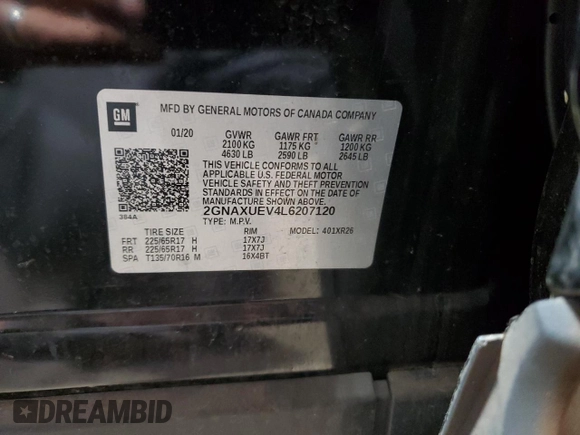 GM
MFD BY GENERAL MOTORS OF CANADA COMPANY
01/20 GVWR GAWR FRT GAWR RR
2100 KG 1175 KG 1200 KG
4630 LB 2590 LB 2645 LB
THIS VEHICLE CONFORMS TO ALL
APPLICABLE U.S. FEDERAL MOTOR
VEHICLE SAFETY AND THEFT PREVENTION
STANDARDS IN EFFECT ON THE DATE OF
MANUFACTURE SHOWN ABOVE.
384A 2GNAXUEV4L6207120
TYPE: M.P.V.
TIRE SIZE RIM MODEL: 401XR26
FRT 225/65R17 H 17X7J
RR 225/65R17 H 17X7J
SPA T135/70R16 M 16X4BT
DREAMBID